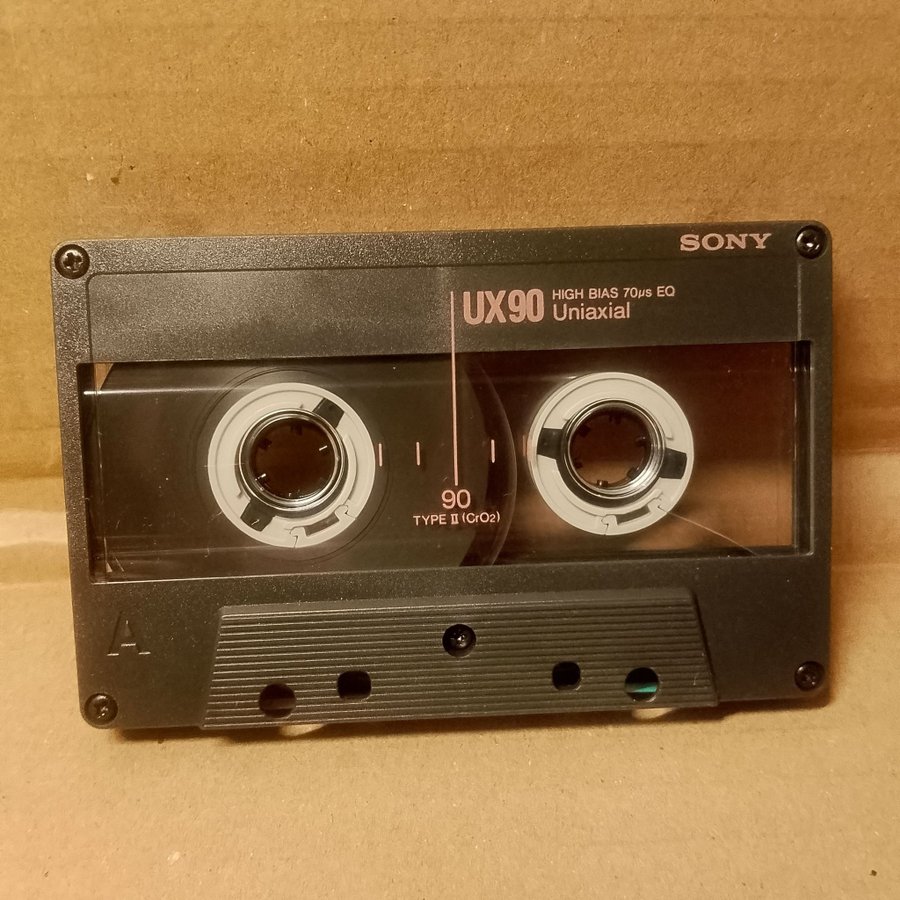 SONY
UX90 HIGH BIAS 70µs EQ
Uniaxial
90
TYPE II (CrO2)
A